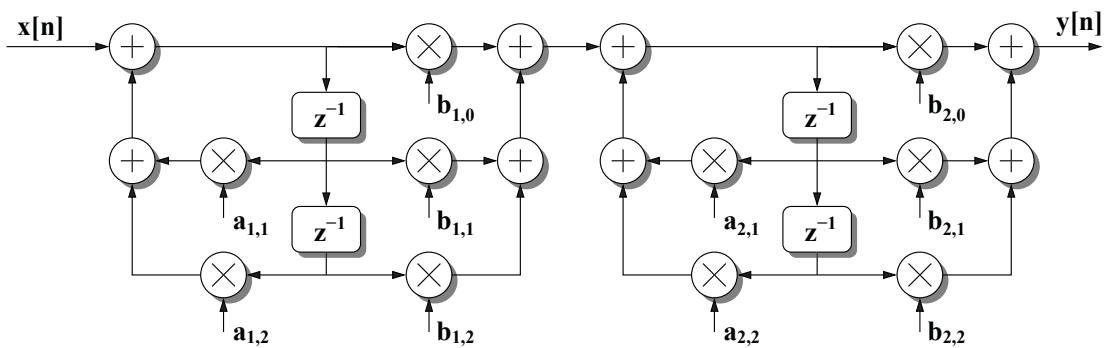 x[n] y[n]
b₁,₀ b₂,₀
z⁻¹ z⁻¹
a₁,₁ b₁,₁ a₂,₁ b₂,₁
z⁻¹ z⁻¹
a₁,₂ b₁,₂ a₂,₂ b₂,₂